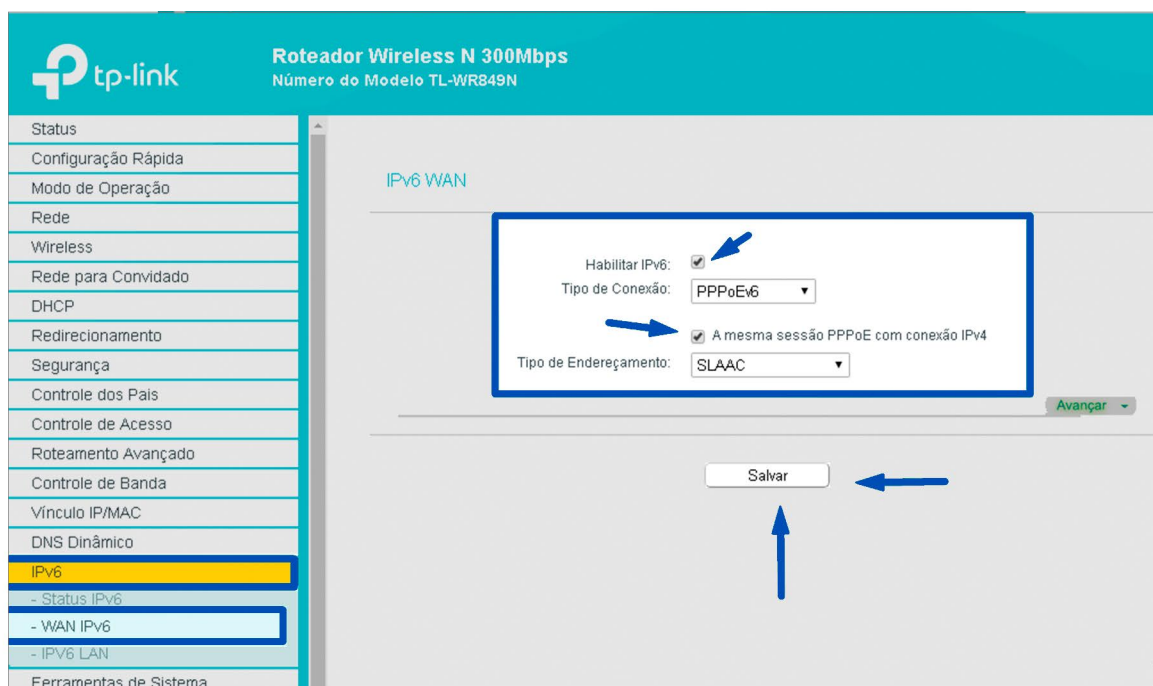 tp-link
Roteador Wireless N 300Mbps
Número do Modelo TL-WR849N
Status
Configuração Rápida
Modo de Operação
Rede
Wireless
Rede para Convidado
DHCP
Redirecionamento
Segurança
Controle dos Pais
Controle de Acesso
Roteamento Avançado
Controle de Banda
Vínculo IP/MAC
DNS Dinâmico
IPv6
- Status IPv6
- WAN IPv6
- IPV6 LAN
Ferramentas de Sistema
IPv6 WAN
Habilitar IPv6:
Tipo de Conexão: PPPoEv6
A mesma sessão PPPoE com conexão IPv4
Tipo de Endereçamento: SLAAC
Avançar
Salvar